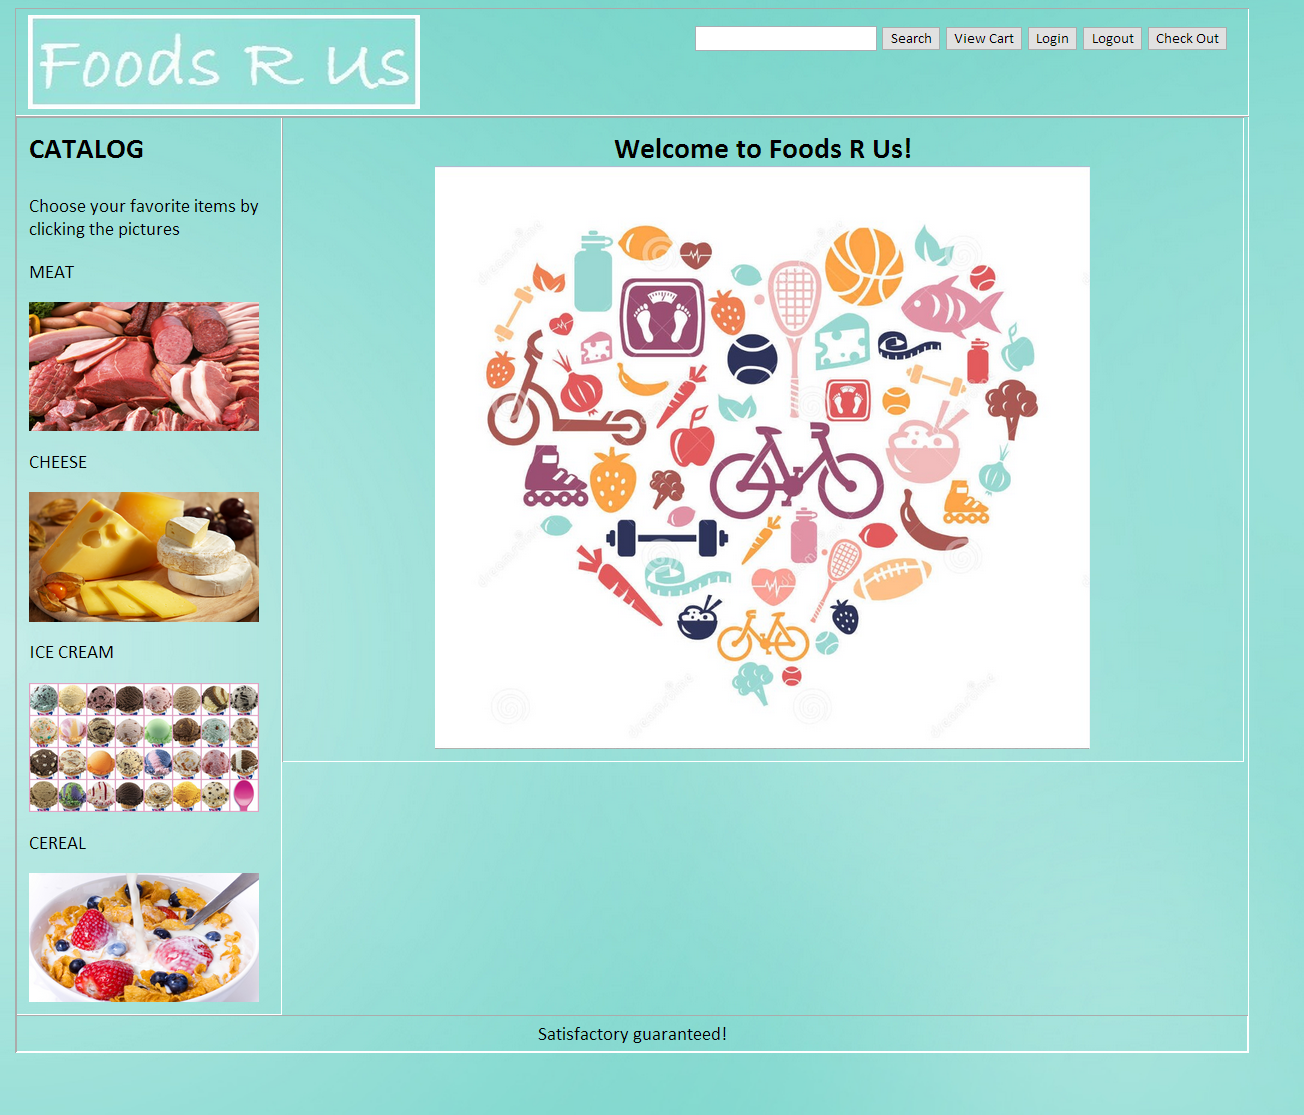 Foods R Us
Search View Cart Login Logout Check Out
CATALOG
Choose your favorite items by
clicking the pictures
MEAT
CHEESE
ICE CREAM
CEREAL
Welcome to Foods R Us!
Satisfactory guaranteed!